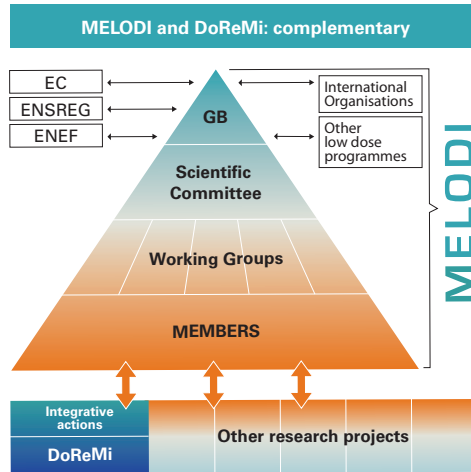 MELODI and DoReMi: complementary
EC
ENSREG
ENEF
GB
International
Organisations
Other
low dose
programmes
Scientific
Committee
Working Groups
MEMBERS
MELODI
Integrative
actions
DoReMi
Other research projects